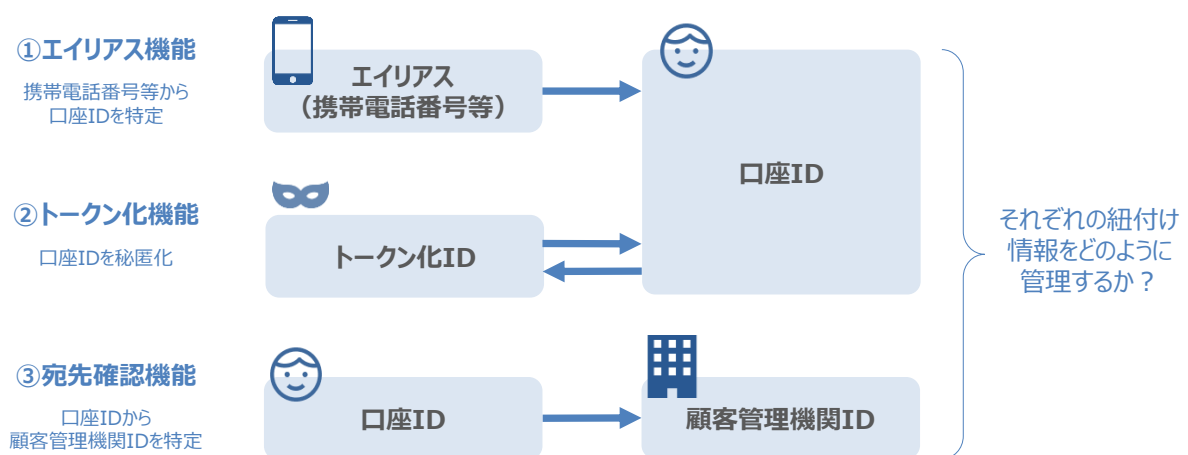 ①エイリアス機能
携帯電話番号等から
口座IDを特定
エイリアス
（携帯電話番号等）
口座ID
②トークン化機能
口座IDを秘匿化
トークン化ID
それぞれの紐付け
情報をどのように
管理するか？
③宛先確認機能
口座IDから
顧客管理機関IDを特定
口座ID
顧客管理機関ID